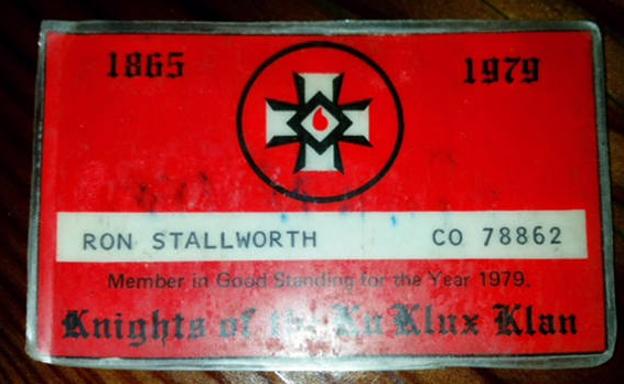 1865 1979
RON STALLWORTH CO 78862
Member in Good Standing for the Year 1979.
Knights of the Ku Klux Klan